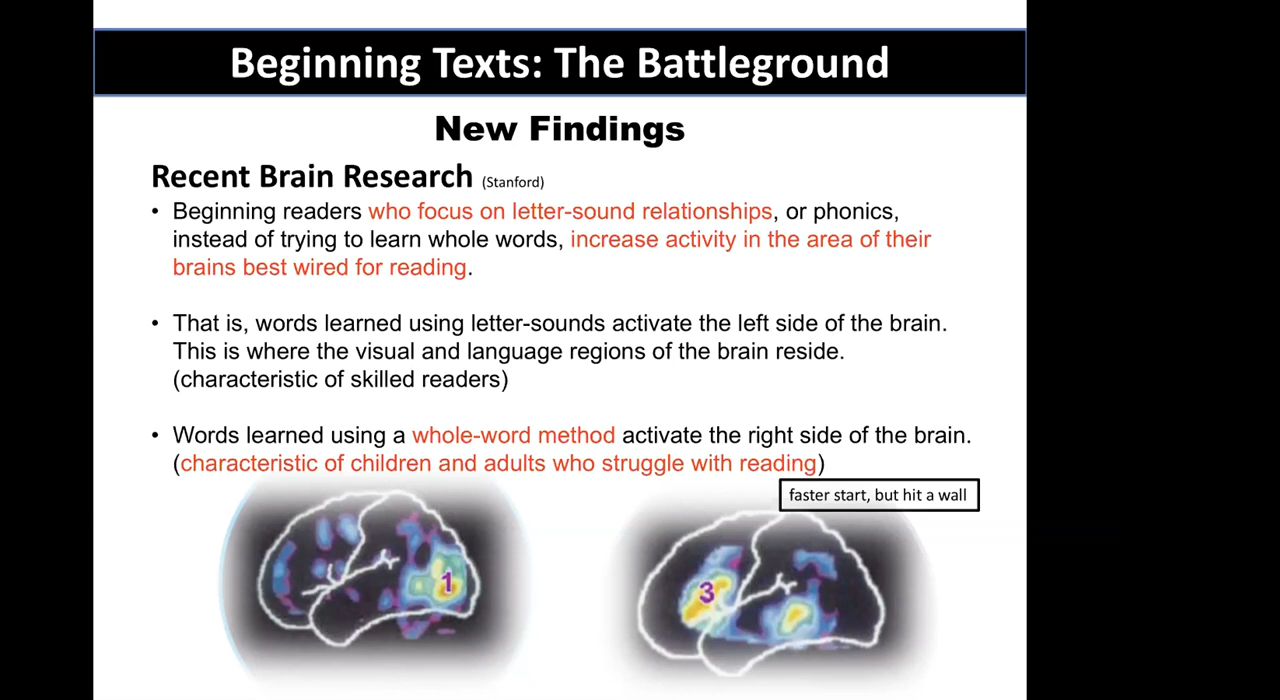 Beginning Texts: The Battleground
New Findings
Recent Brain Research (Stanford)
• Beginning readers who focus on letter-sound relationships, or phonics,
instead of trying to learn whole words, increase activity in the area of their
brains best wired for reading.
• That is, words learned using letter-sounds activate the left side of the brain.
This is where the visual and language regions of the brain reside.
(characteristic of skilled readers)
• Words learned using a whole-word method activate the right side of the brain.
(characteristic of children and adults who struggle with reading)
faster start, but hit a wall
1
3